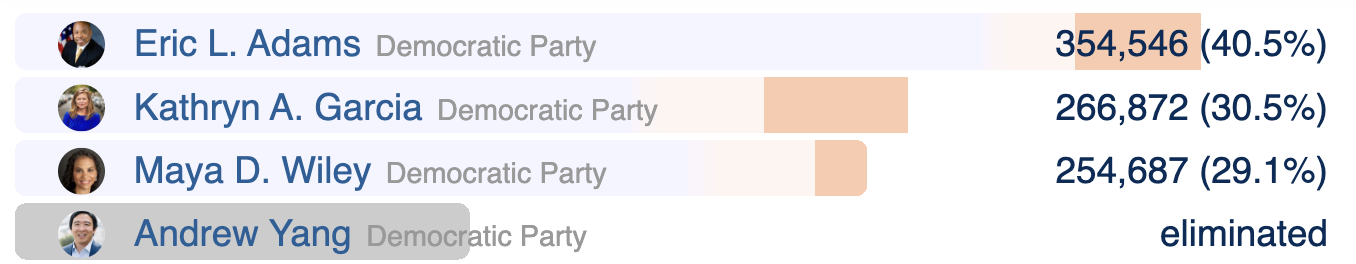 Eric L. Adams Democratic Party 354,546 (40.5%)
Kathryn A. Garcia Democratic Party 266,872 (30.5%)
Maya D. Wiley Democratic Party 254,687 (29.1%)
Andrew Yang Democratic Party eliminated